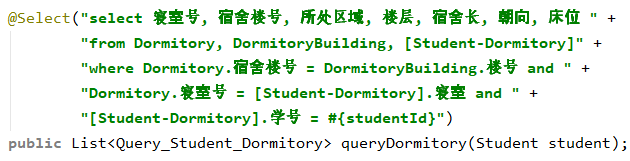 @Select("select 寝室号, 宿舍楼号, 所处区域, 楼层, 宿舍长, 朝向, 床位 " +
"from Dormitory, DormitoryBuilding, [Student-Dormitory]" +
"where Dormitory.宿舍楼号 = DormitoryBuilding.楼号 and " +
"Dormitory.寝室号 = [Student-Dormitory].寝室 and " +
"[Student-Dormitory].学号 = #{studentId}")
public List<Query_Student_Dormitory> queryDormitory(Student student);